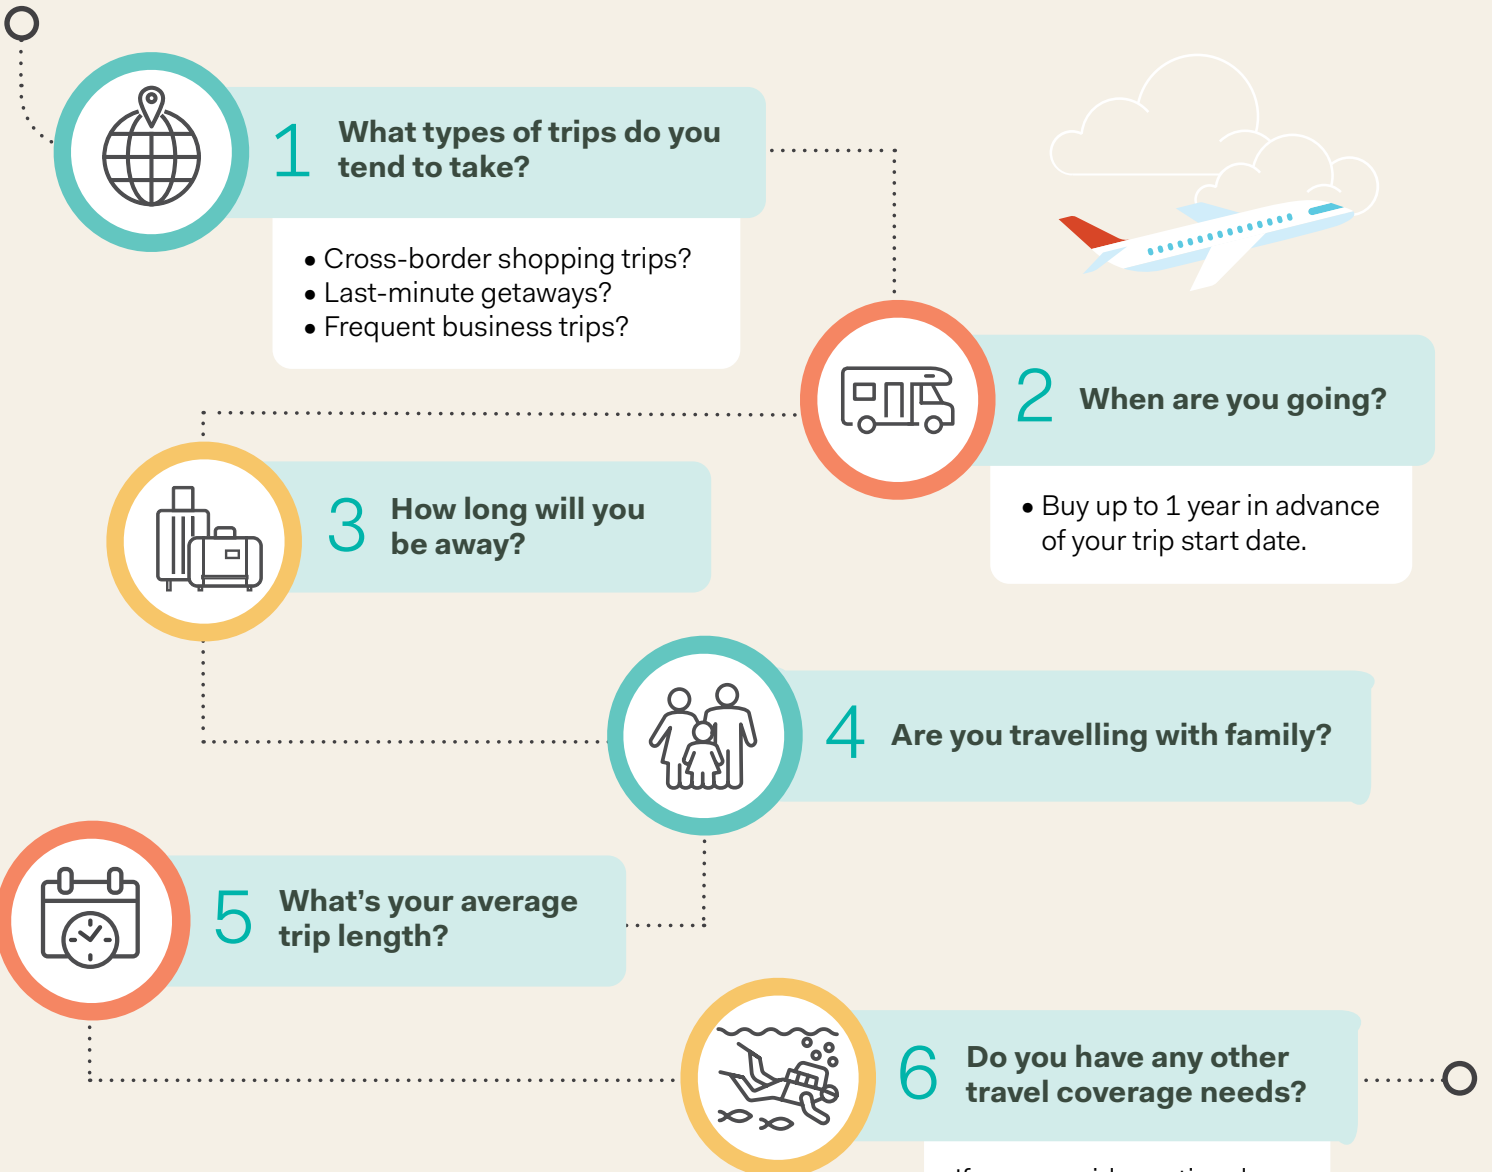 1
What types of trips do you
tend to take?
• Cross-border shopping trips?
• Last-minute getaways?
• Frequent business trips?
2
When are you going?
• Buy up to 1 year in advance
of your trip start date.
3
How long will you
be away?
4
Are you travelling with family?
5
What’s your average
trip length?
6
Do you have any other
travel coverage needs?